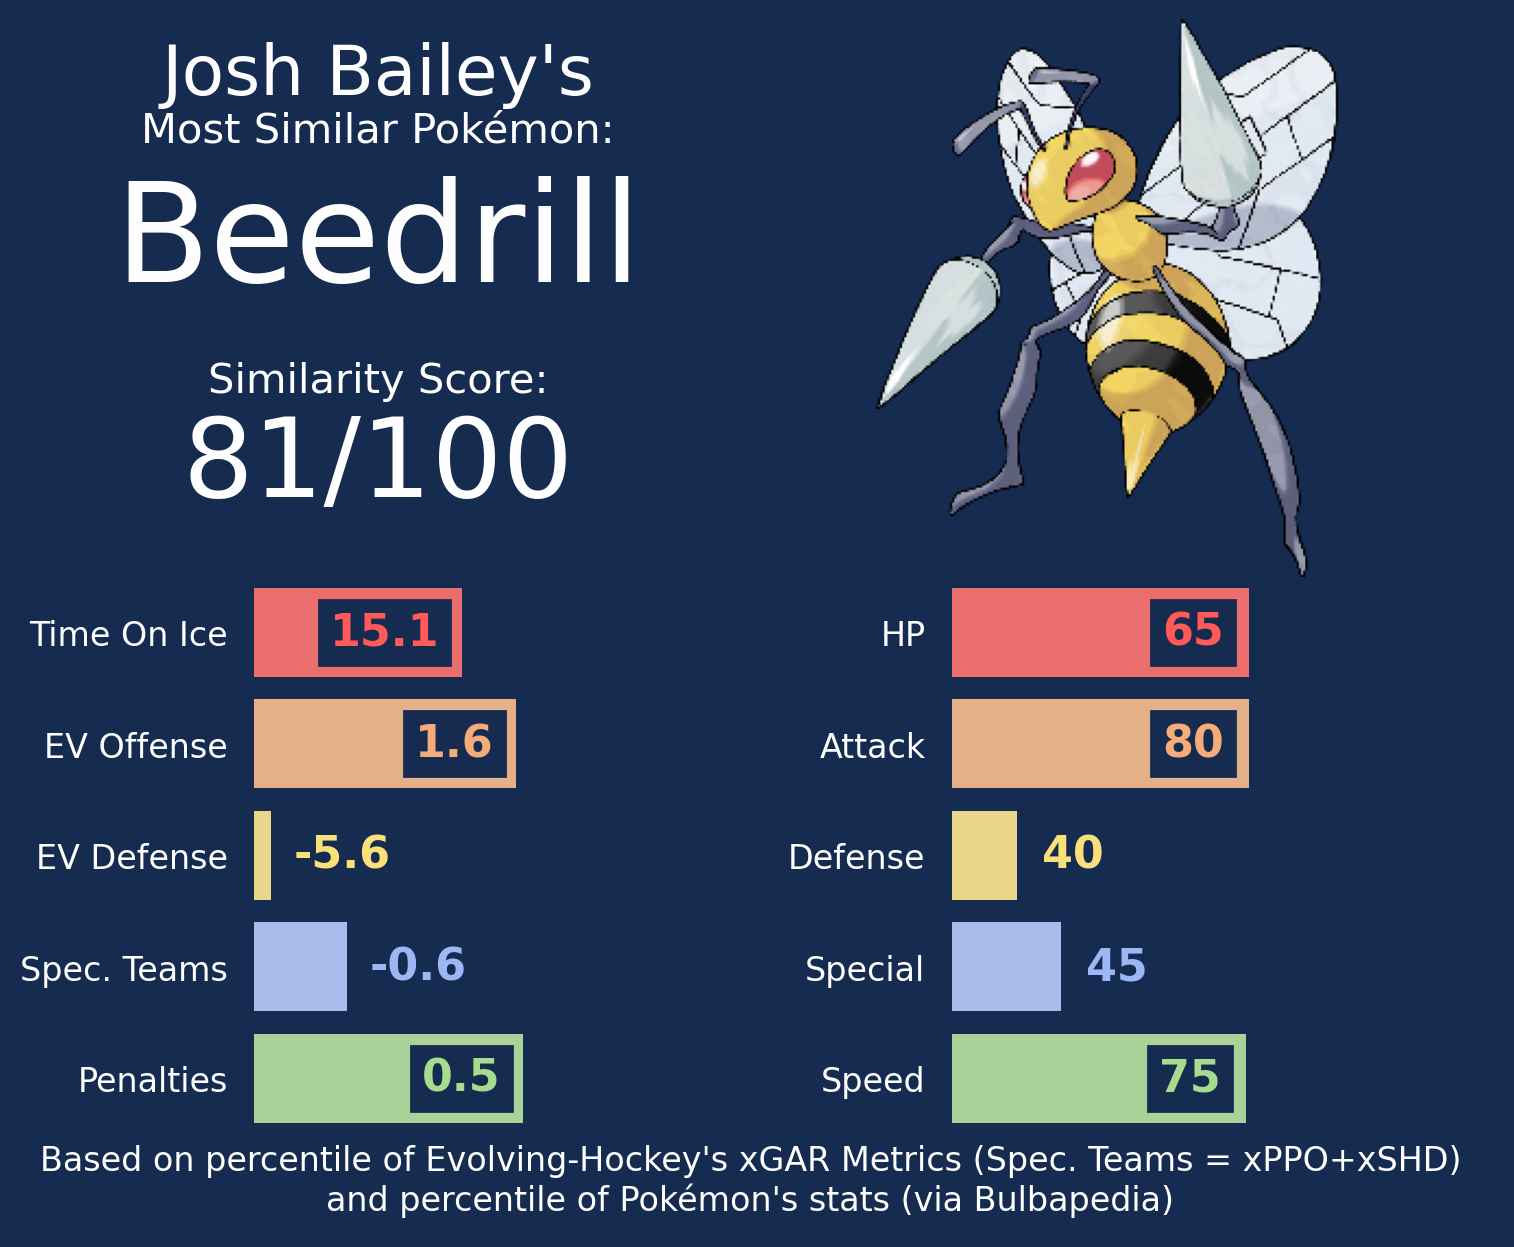 Josh Bailey's
Most Similar Pokémon:
Beedrill
Similarity Score:
81/100
Time On Ice 15.1
EV Offense 1.6
EV Defense -5.6
Spec. Teams -0.6
Penalties 0.5
HP 65
Attack 80
Defense 40
Special 45
Speed 75
Based on percentile of Evolving-Hockey's xGAR Metrics (Spec. Teams = xPPO+xSHD)
and percentile of Pokémon's stats (via Bulbapedia)